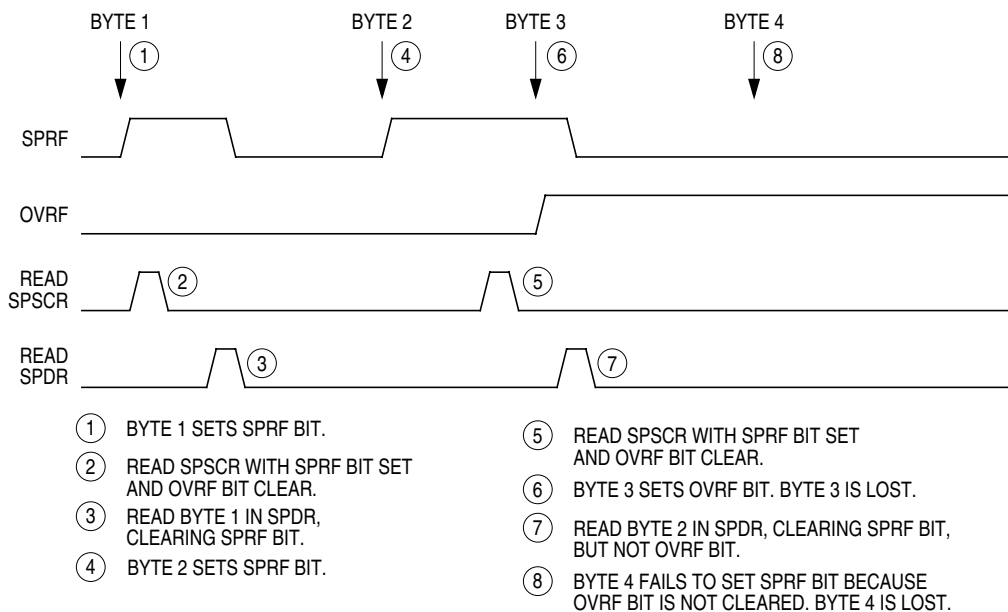 BYTE 1 BYTE 2 BYTE 3 BYTE 4
1 4 6 8
SPRF
OVRF
READ
SPSCR
2 5
READ
SPDR
3 7
1 BYTE 1 SETS SPRF BIT.
2 READ SPSCR WITH SPRF BIT SET
AND OVRF BIT CLEAR.
3 READ BYTE 1 IN SPDR,
CLEARING SPRF BIT.
4 BYTE 2 SETS SPRF BIT.
5 READ SPSCR WITH SPRF BIT SET
AND OVRF BIT CLEAR.
6 BYTE 3 SETS OVRF BIT. BYTE 3 IS LOST.
7 READ BYTE 2 IN SPDR, CLEARING SPRF BIT,
BUT NOT OVRF BIT.
8 BYTE 4 FAILS TO SET SPRF BIT BECAUSE
OVRF BIT IS NOT CLEARED. BYTE 4 IS LOST.